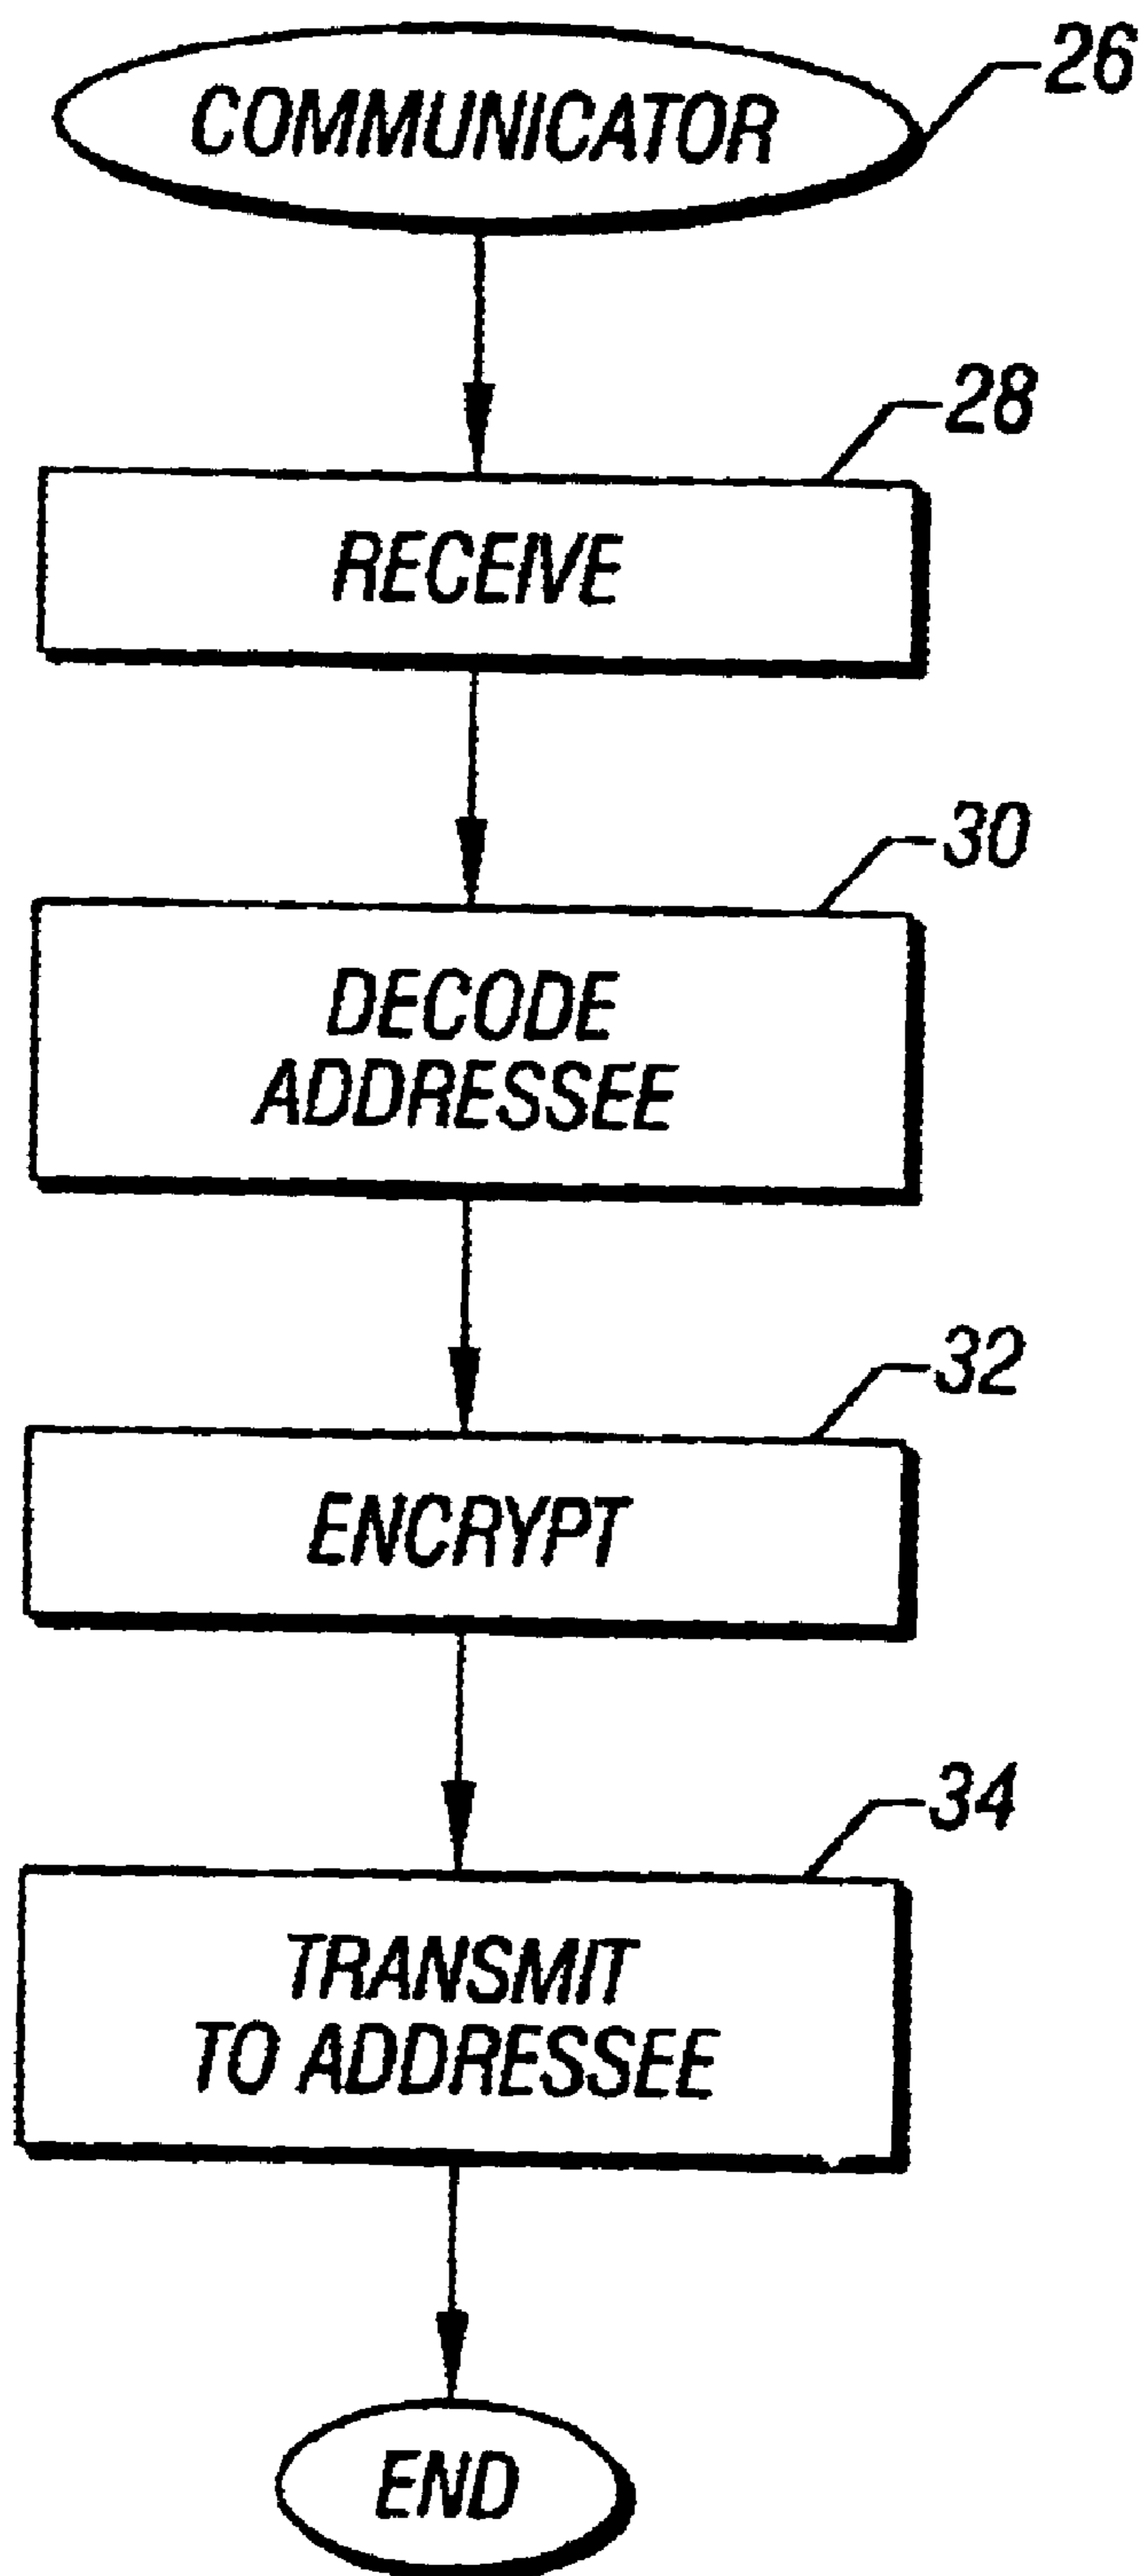 COMMUNICATOR
26
28
RECEIVE
30
DECODE
ADDRESSEE
32
ENCRYPT
34
TRANSMIT
TO ADDRESSEE
END